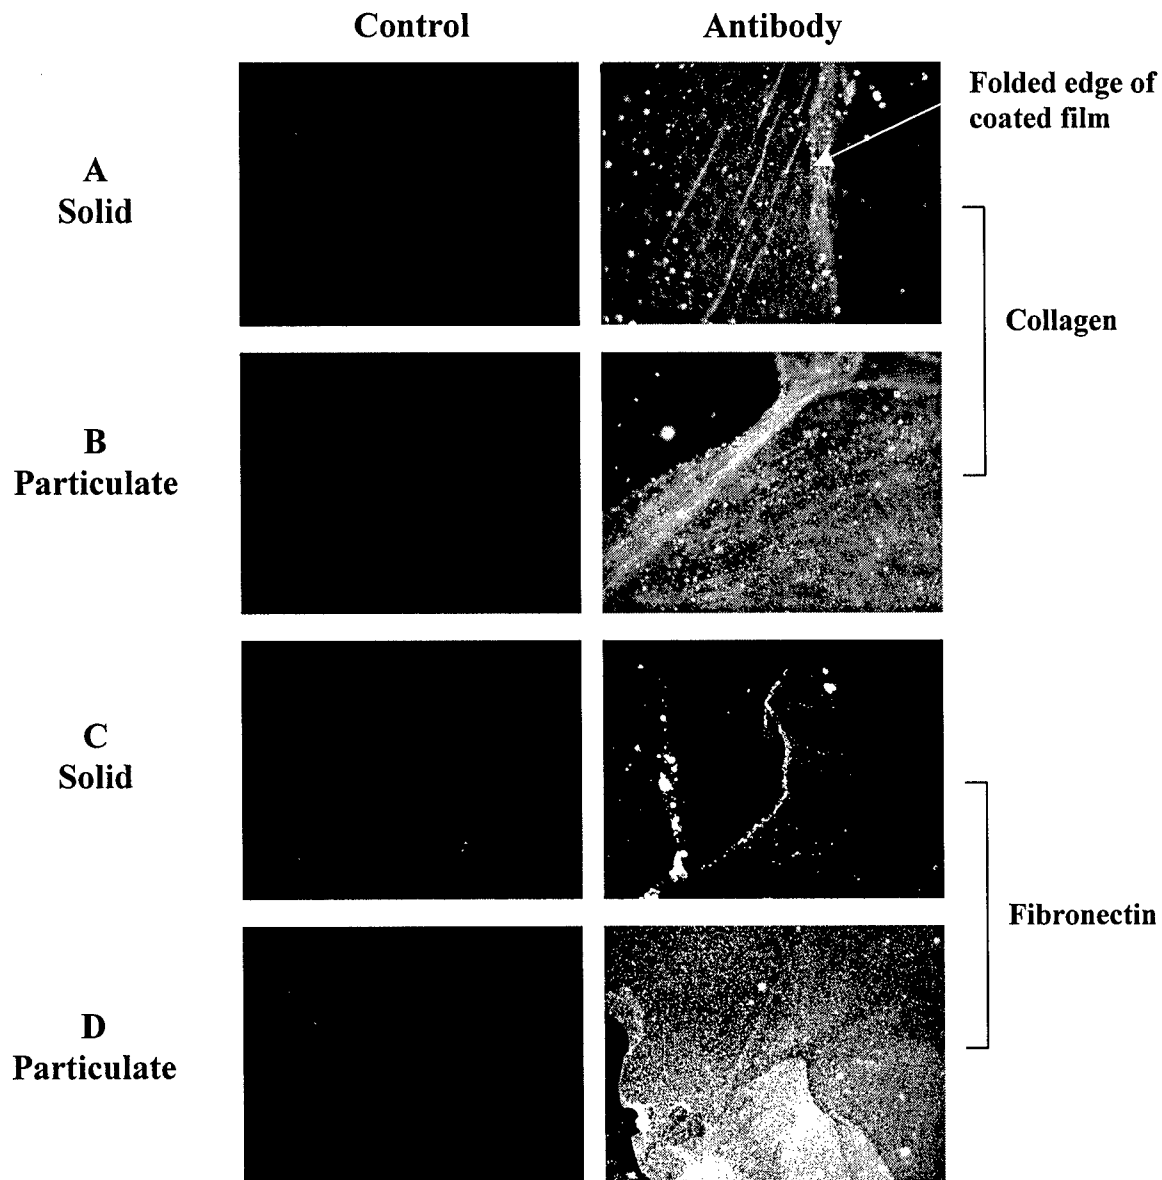 Control
Antibody
Folded edge of
coated film
A
Solid
Collagen
B
Particulate
C
Solid
Fibronectin
D
Particulate